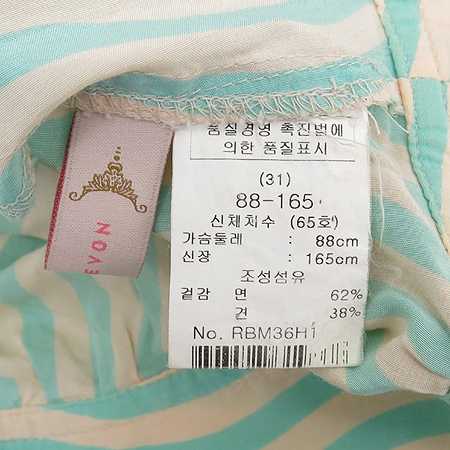 품질경영 촉진법에
의한 품질표시
(31)
88-165
신체치수 (65호)
가슴둘레 : 88cm
신장 : 165cm
조성섬유
겉감 면 62%
견 38%
No. RBM36H1
EVON